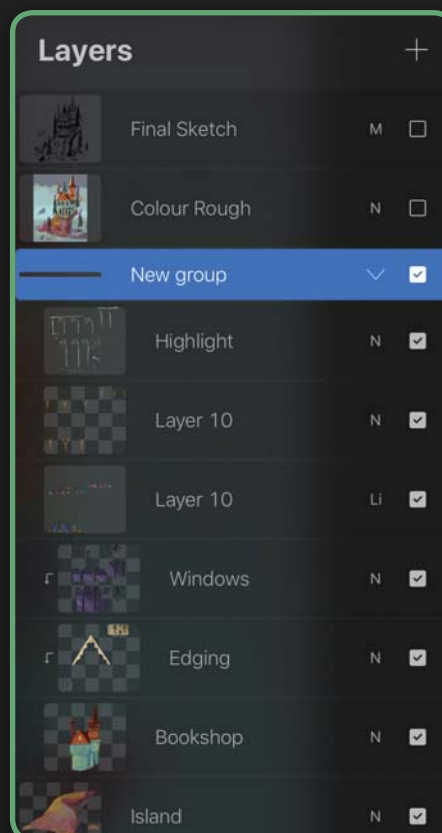 Layers +
Final Sketch M
Colour Rough N
New group
Highlight N
Layer 10 N
Layer 10 Li
Windows N
Edging N
Bookshop N
Island N